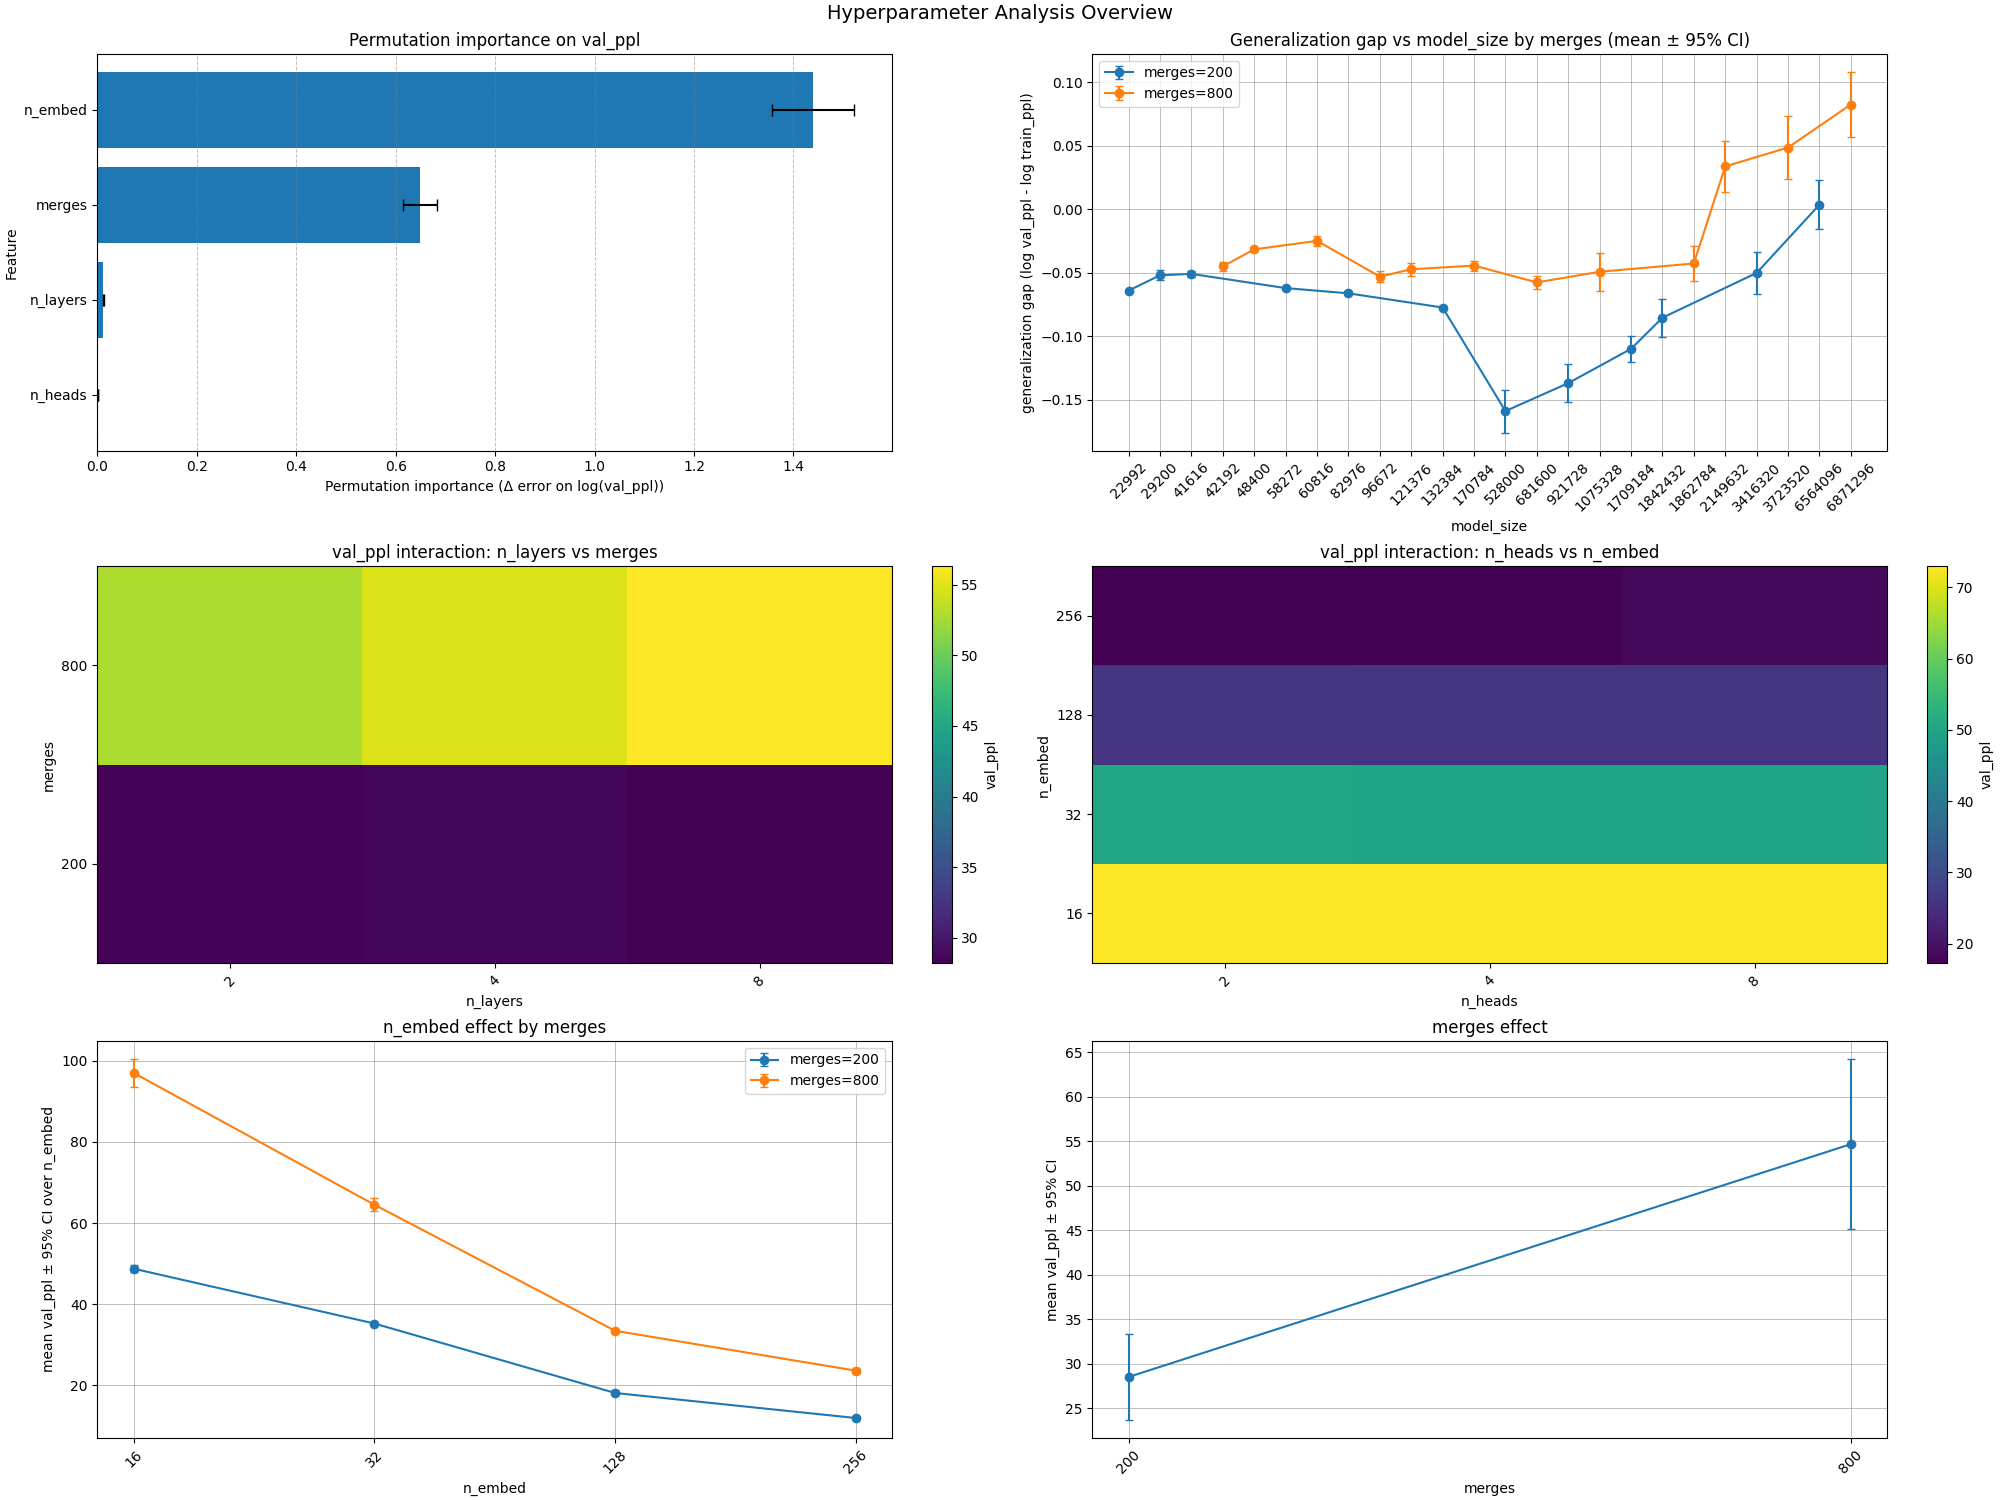 Hyperparameter Analysis Overview
Permutation importance on val_ppl
Feature
n_embed
merges
n_layers
n_heads
0.0 0.2 0.4 0.6 0.8 1.0 1.2 1.4
Permutation importance (Δ error on log(val_ppl))
Generalization gap vs model_size by merges (mean ± 95% CI)
merges=200
merges=800
generalization gap (log val_ppl - log train_ppl)
0.10
0.05
0.00
−0.05
−0.10
−0.15
22992 29200 41616 42192 48400 58272 60816 82976 96672 121376 132384 170784 528000 681600 921728 1075328 1709184 1842432 1862784 2149632 3416320 3723520 6564096 6871296
model_size
val_ppl interaction: n_layers vs merges
merges
800
200
2 4 8
n_layers
55
50
45
40
35
30
val_ppl
val_ppl interaction: n_heads vs n_embed
n_embed
256
128
32
16
2 4 8
n_heads
70
60
50
40
30
20
val_ppl
n_embed effect by merges
merges=200
merges=800
mean val_ppl ± 95% CI over n_embed
100
80
60
40
20
16 32 128 256
n_embed
merges effect
mean val_ppl ± 95% CI
65
60
55
50
45
40
35
30
25
200 800
merges